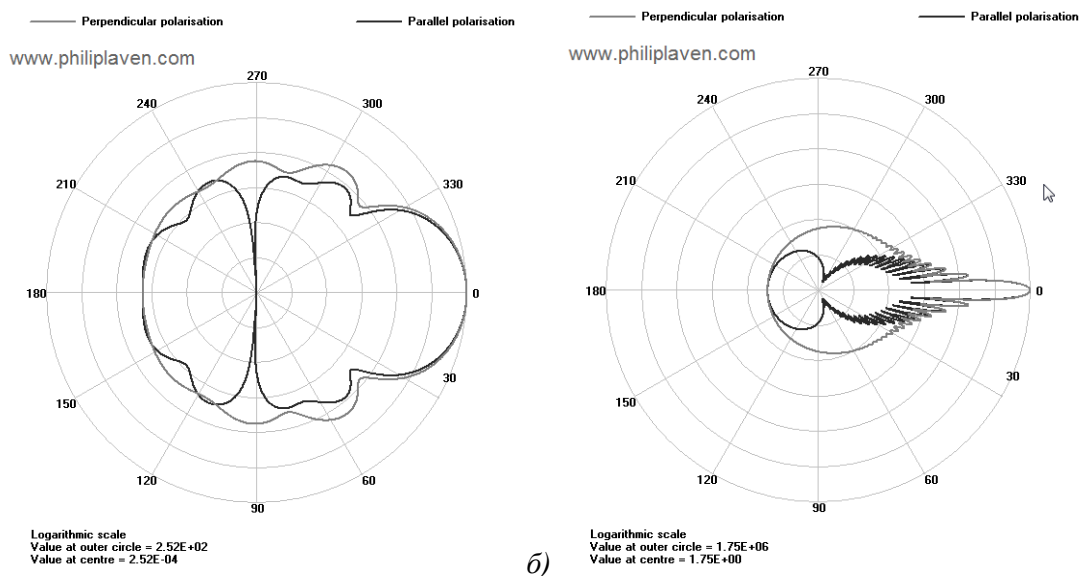 Perpendicular polarisation Parallel polarisation
www.philiplaven.com
270
240 300
210 330
180 0
150 30
120 60
90
Logarithmic scale
Value at outer circle = 2.52E+02
Value at centre = 2.52E-04
б)
Perpendicular polarisation Parallel polarisation
www.philiplaven.com
270
240 300
210 330
180 0
150 30
120 60
90
Logarithmic scale
Value at outer circle = 1.75E+06
Value at centre = 1.75E+00